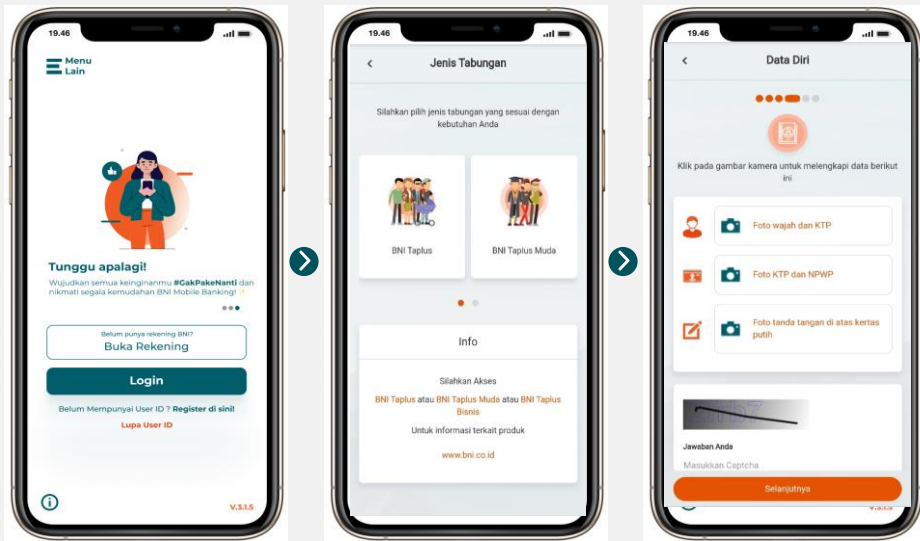 19.46
Menu
Lain
Tunggu apalagi!
Wujudkan semua keinginanmu #GakPakeNanti dan
nikmati segala kemudahan BNI Mobile Banking!
Belum punya rekening BNI?
Buka Rekening
Login
Belum Mempunyai User ID ? Register di sini!
Lupa User ID
V.3.1.5
19.46
Jenis Tabungan
Silahkan pilih jenis tabungan yang sesuai dengan
kebutuhan Anda
BNI Taplus
BNI Taplus Muda
Info
Silahkan Akses
BNI Taplus atau BNI Taplus Muda atau BNI Taplus
Bisnis
Untuk informasi terkait produk
www.bni.co.id
19.46
Data Diri
Klik pada gambar kamera untuk melengkapi data berikut
ini
Foto wajah dan KTP
Foto KTP dan NPWP
Foto tanda tangan di atas kertas
putih
Jawaban Anda
Masukkan Captcha
Selanjutnya